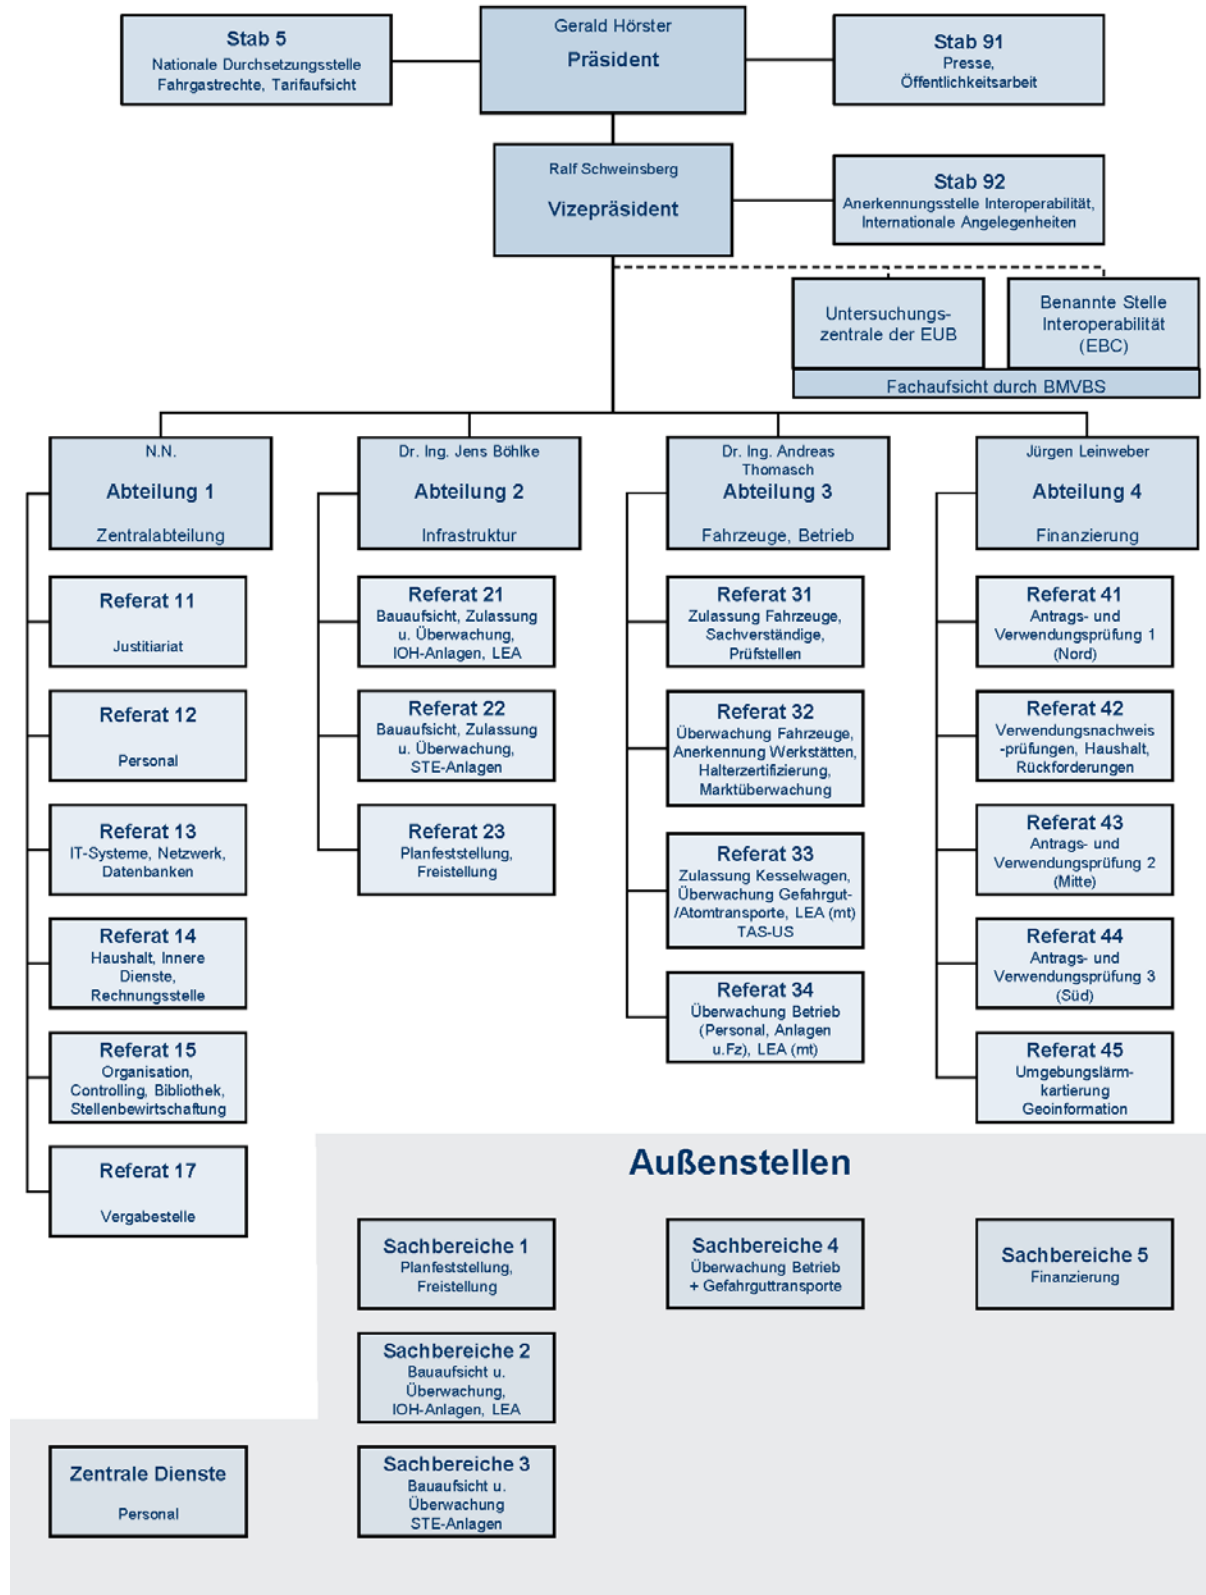 Stab 5
Nationale Durchsetzungsstelle
Fahrgastrechte, Tarifaufsicht
Gerald Hörster
Präsident
Stab 91
Presse,
Öffentlichkeitsarbeit
Ralf Schweinsberg
Vizepräsident
Stab 92
Anerkennungsstelle Interoperabilität,
Internationale Angelegenheiten
Untersuchungs-
zentrale der EUB
Benannte Stelle
Interoperabilität
(EBC)
Fachaufsicht durch BMVBS
N.N.
Abteilung 1
Zentralabteilung
Referat 11
Justitiariat
Referat 12
Personal
Referat 13
IT-Systeme, Netzwerk,
Datenbanken
Referat 14
Haushalt, Innere
Dienste,
Rechnungsstelle
Referat 15
Organisation,
Controlling, Bibliothek,
Stellenbewirtschaftung
Referat 17
Vergabestelle
Dr. Ing. Jens Böhlke
Abteilung 2
Infrastruktur
Referat 21
Bauaufsicht, Zulassung
u. Überwachung,
IOH-Anlagen, LEA
Referat 22
Bauaufsicht, Zulassung
u. Überwachung,
STE-Anlagen
Referat 23
Planfeststellung,
Freistellung
Dr. Ing. Andreas
Thomasch
Abteilung 3
Fahrzeuge, Betrieb
Referat 31
Zulassung Fahrzeuge,
Sachverständige,
Prüfstellen
Referat 32
Überwachung Fahrzeuge,
Anerkennung Werkstätten,
Halterzertifizierung,
Marktüberwachung
Referat 33
Zulassung Kesselwagen,
Überwachung Gefahrgut-
/Atomtransporte, LEA (mt)
TAS-US
Referat 34
Überwachung Betrieb
(Personal, Anlagen
u.Fz), LEA (mt)
Jürgen Leinweber
Abteilung 4
Finanzierung
Referat 41
Antrags- und
Verwendungsprüfung 1
(Nord)
Referat 42
Verwendungsnachweis
-prüfungen, Haushalt,
Rückforderungen
Referat 43
Antrags- und
Verwendungsprüfung 2
(Mitte)
Referat 44
Antrags- und
Verwendungsprüfung 3
(Süd)
Referat 45
Umgebungslärm-
kartierung
Geoinformation
Außenstellen
Zentrale Dienste
Personal
Sachbereiche 1
Planfeststellung,
Freistellung
Sachbereiche 2
Bauaufsicht u.
Überwachung,
IOH-Anlagen, LEA
Sachbereiche 3
Bauaufsicht u.
Überwachung
STE-Anlagen
Sachbereiche 4
Überwachung Betrieb
+ Gefahrguttransporte
Sachbereiche 5
Finanzierung